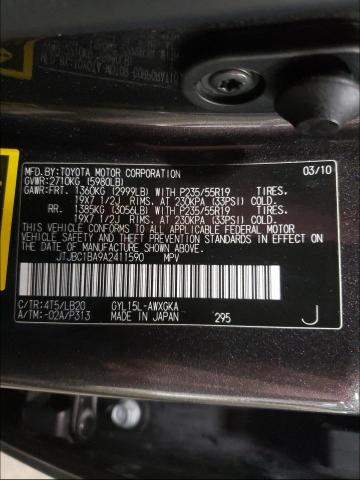 MFD.BY:TOYOTA MOTOR CORPORATION 03/10
GVWR:2710KG (5980LB)
GAWR:FRT. 1360KG (2999LB) WITH P235/55R19 TIRES.
19X7 1/2J RIMS. AT 230KPA (33PSI) COLD
RR. 1385KG (3056LB) WITH P235/55R19 TIRES.
19X7 1/2J RIMS. AT 230KPA (33PSI) COLD
THIS VEHICLE CONFORMS TO ALL APPLICABLE FEDERAL MOTOR
VEHICLE SAFETY STANDARDS IN EFFECT ON THE DATE OF
MANUFACTURE SHOWN ABOVE.
JTJBC1BA9A2411590 MPV
C/TR:4T5/LB20 GYL15L-AWXGKA
A/TM:-02A/P313 MADE IN JAPAN 295 J